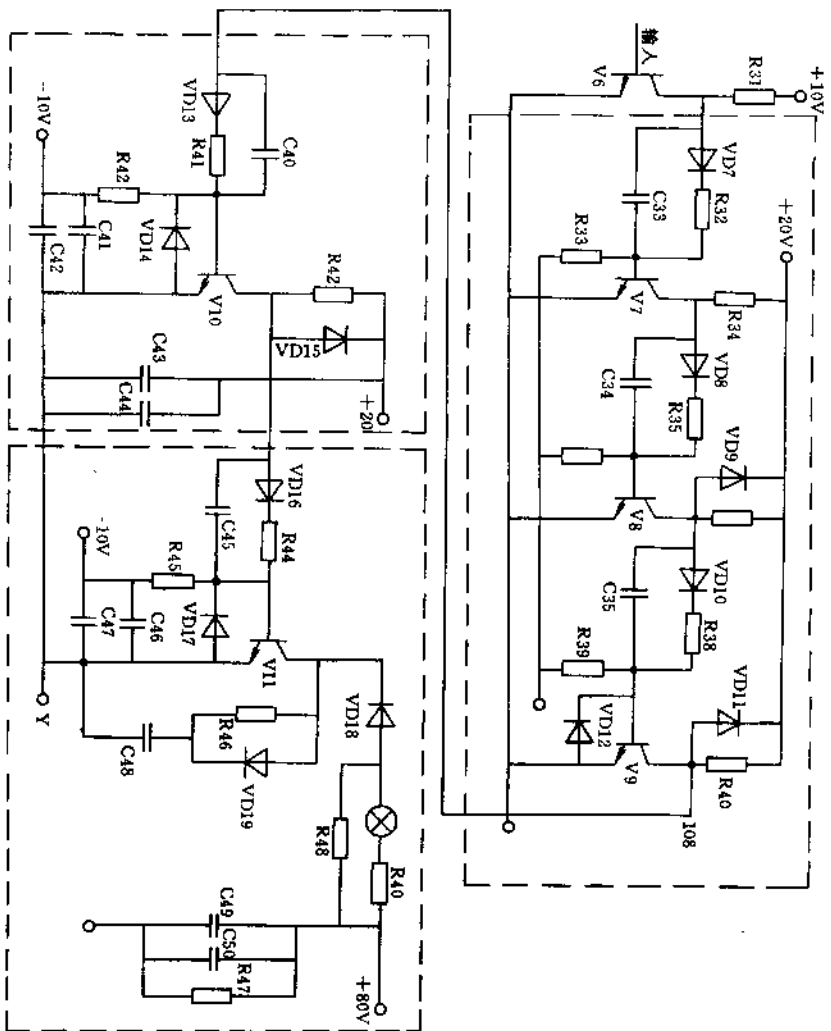 +10V
R31
输入
V6
VD7
R32
C33
R33
+20V
V7
R34
VD8
R35
C34
VD9
V8
VD10
R38
C35
R39
VD11
VD12
V9
R40
108
-10V
VD13
C40
R41
R42
C41
C42
VD14
V10
R42
VD15
C43
C44
+20
VD16
R44
C45
-10V
R45
C46
C47
VD17
V11
Y
VD18
R46
C48
VD19
R48
R40
C49
C50
R47
+80V